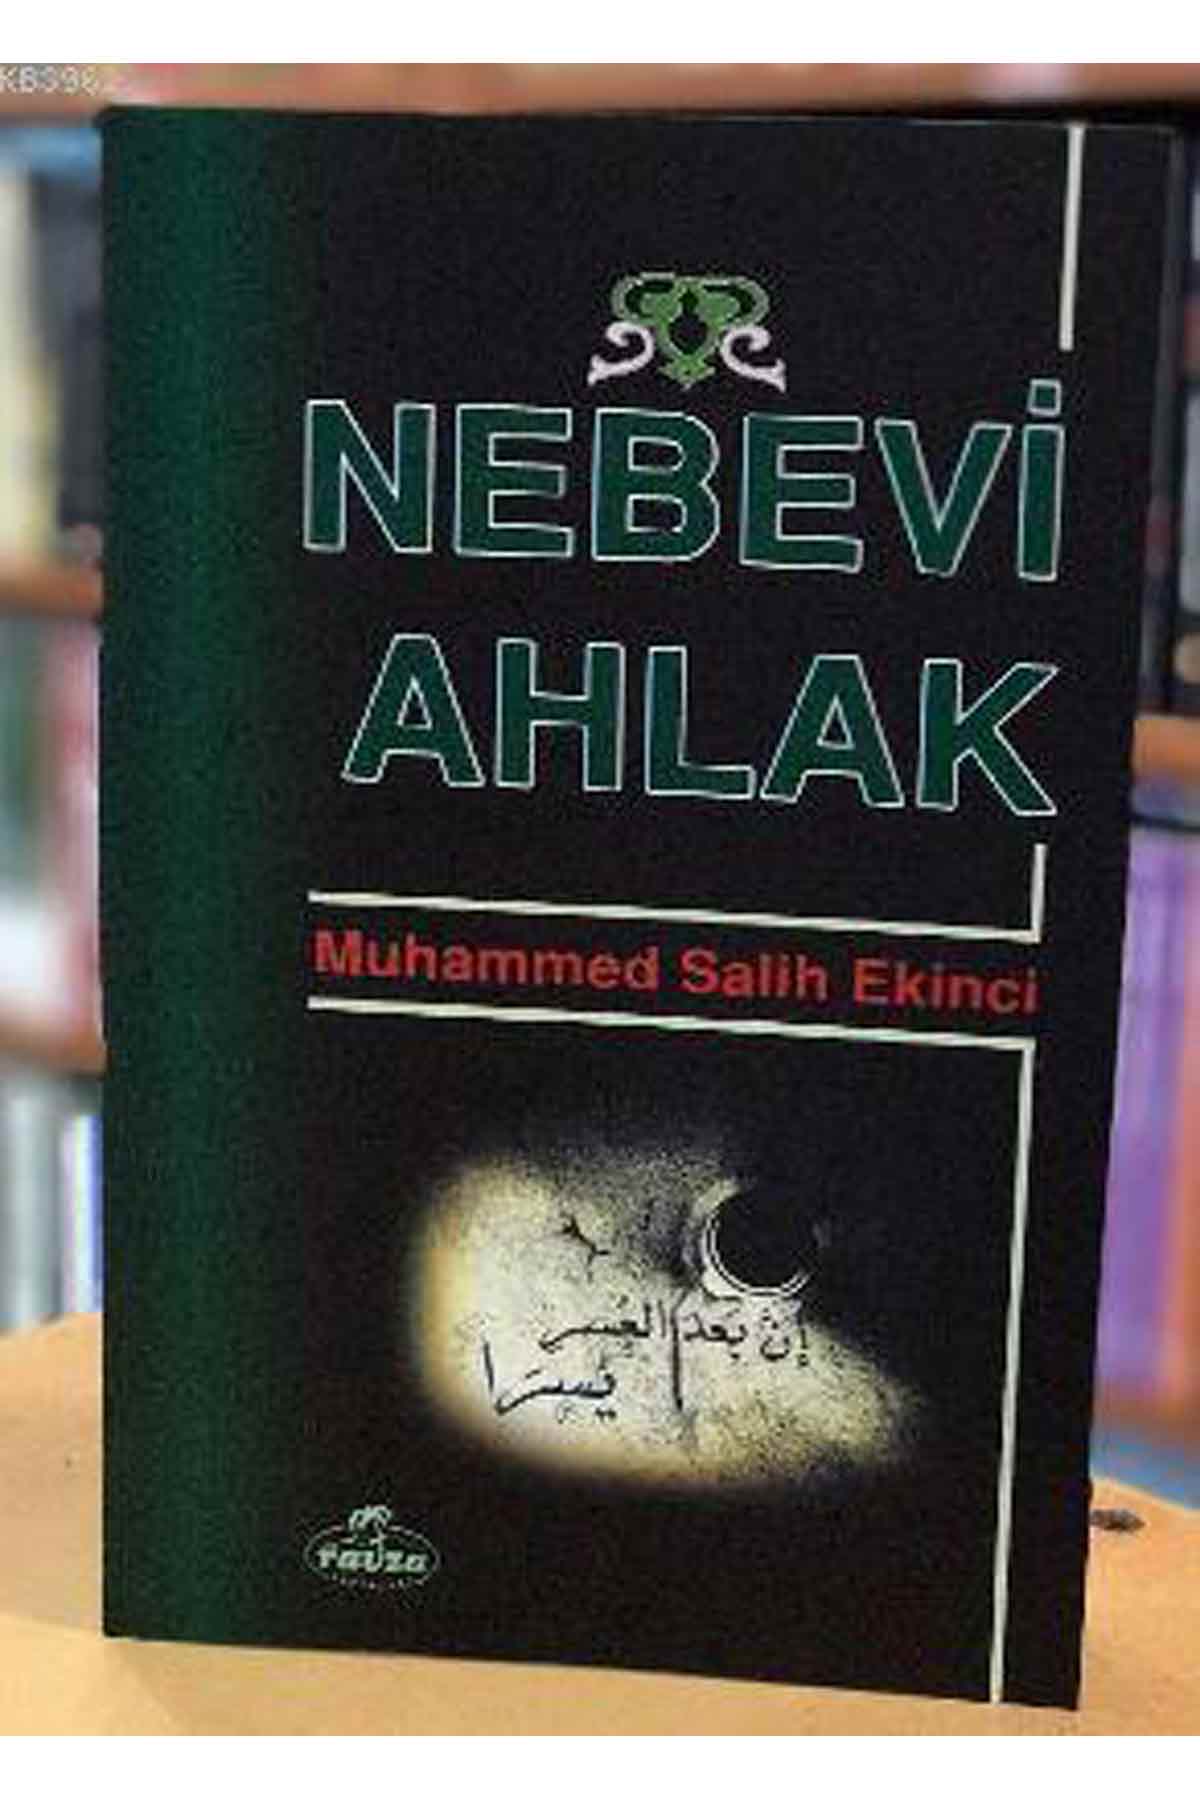 NEBEVİ
AHLAK
Muhammed Salih Ekinci
إن بعد العسر
يسرا
ravza